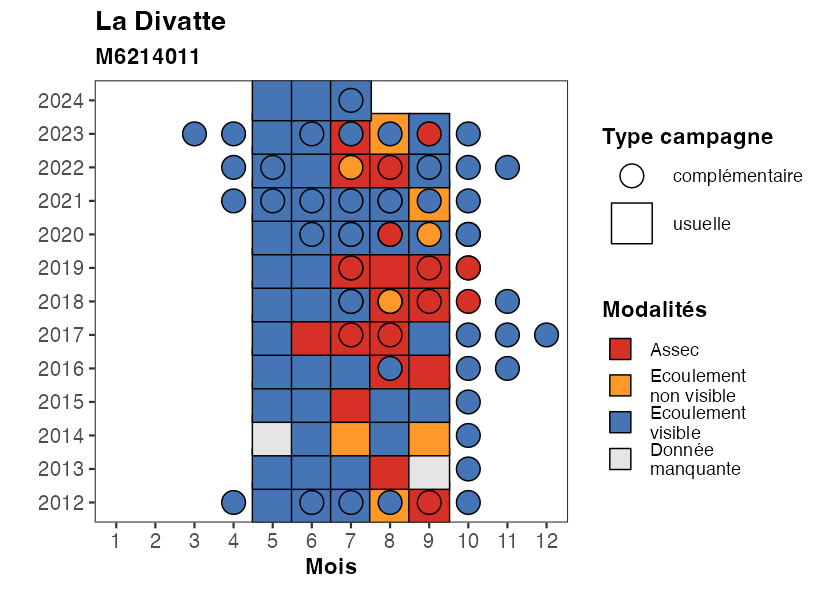 La Divatte
M6214011
2024
2023
2022
2021
2020
2019
2018
2017
2016
2015
2014
2013
2012
1 2 3 4 5 6 7 8 9 10 11 12
Mois
Type campagne
complémentaire
usuelle
Modalités
Assec
Ecoulement
non visible
Ecoulement
visible
Donnée
manquante